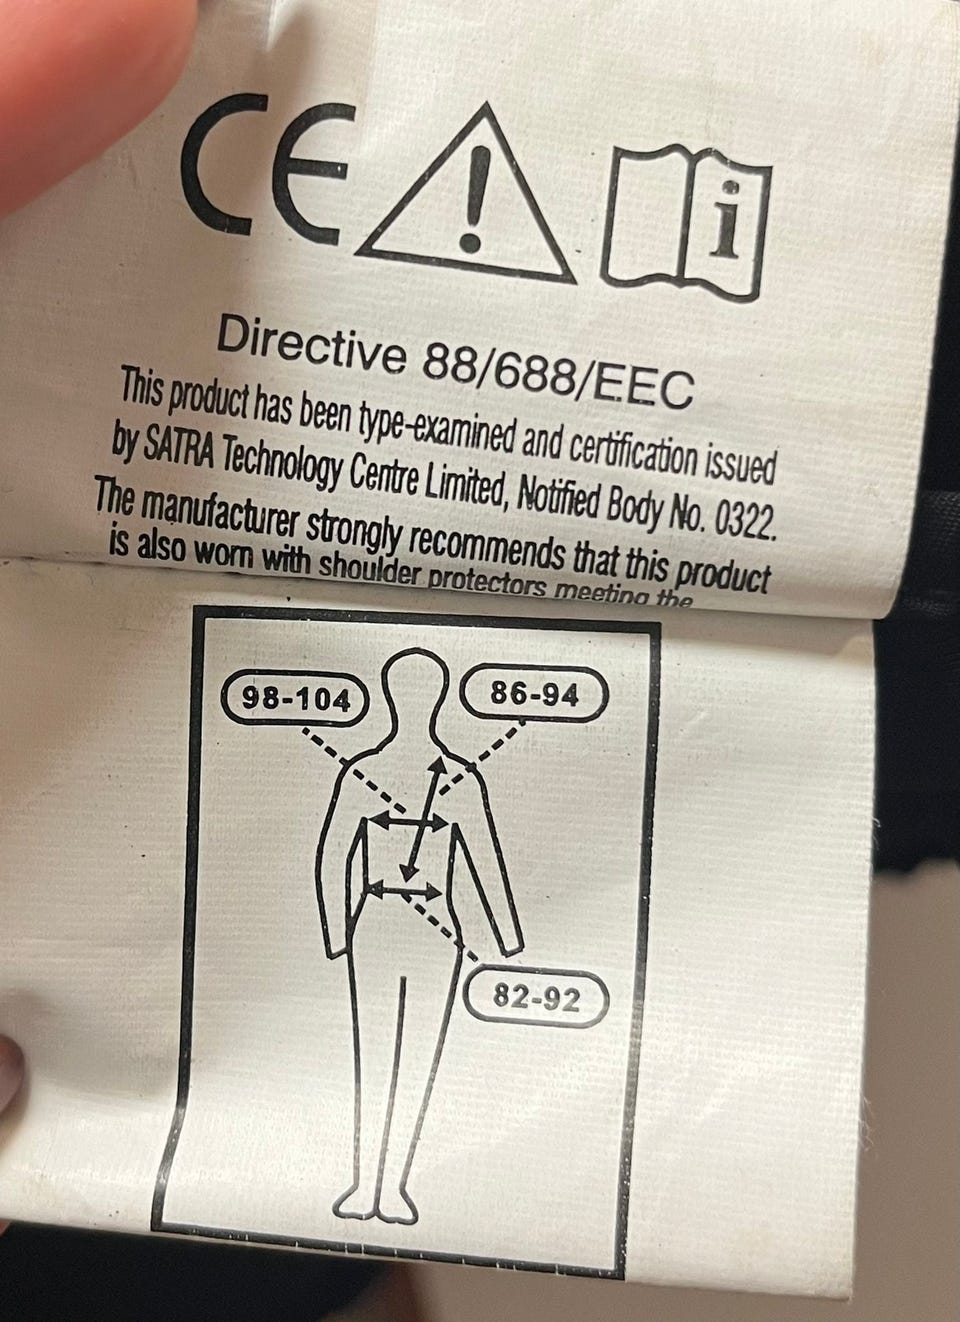 CE ! i
Directive 88/688/EEC
This product has been type-examined and certification issued
by SATRA Technology Centre Limited, Notified Body No. 0322.
The manufacturer strongly recommends that this product
is also worn with shoulder protectors meeting the
98-104 86-94
82-92